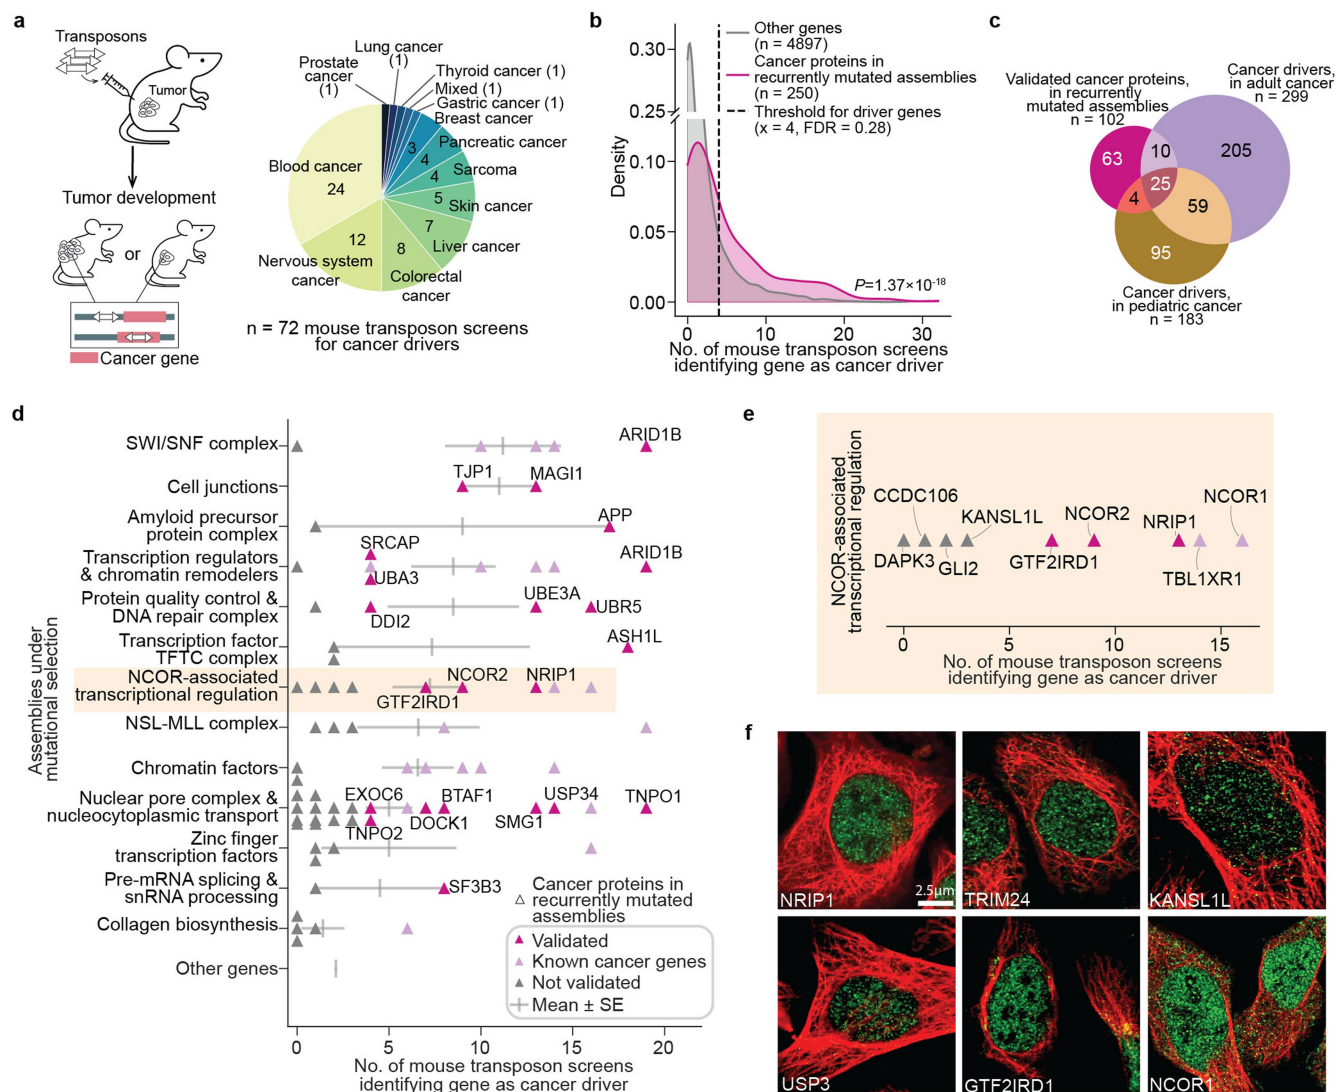 a
Transposons
Tumor
Tumor development
or
Cancer gene
Lung cancer
(1)
Prostate
cancer
(1)
Thyroid cancer (1)
Mixed (1)
Gastric cancer (1)
Breast cancer
3
Pancreatic cancer
4
Sarcoma
4
Skin cancer
5
Liver cancer
7
Colorectal
cancer
8
Nervous system
cancer
12
Blood cancer
24
n = 72 mouse transposon screens
for cancer drivers
b
Density
0.30
0.25
0.10
0.05
0.00
0
10
20
30
No. of mouse transposon screens
identifying gene as cancer driver
Other genes
(n = 4897)
Cancer proteins in
recurrently mutated assemblies
(n = 250)
Threshold for driver genes
(x = 4, FDR = 0.28)
P=1.37×10-18
c
Validated cancer proteins,
in recurrently
mutated assemblies
n = 102
Cancer drivers,
in adult cancer
n = 299
63
10
205
25
4
59
95
Cancer drivers,
in pediatric cancer
n = 183
d
Assemblies under
mutational selection
SWI/SNF complex
ARID1B
Cell junctions
TJP1
MAGI1
Amyloid precursor
protein complex
APP
Transcription regulators
& chromatin remodelers
SRCAP
UBA3
ARID1B
Protein quality control &
DNA repair complex
DDI2
UBE3A
UBR5
Transcription factor
TFTC complex
ASH1L
NCOR-associated
transcriptional regulation
GTF2IRD1
NCOR2
NRIP1
NSL-MLL complex
Chromatin factors
Nuclear pore complex &
nucleocytoplasmic transport
EXOC6
TNPO2
BTAF1
DOCK1
SMG1
USP34
TNPO1
Zinc finger
transcription factors
Pre-mRNA splicing &
snRNA processing
SF3B3
Collagen biosynthesis
Other genes
Cancer proteins in
recurrently mutated
assemblies
Validated
Known cancer genes
Not validated
Mean ± SE
0
5
10
15
20
No. of mouse transposon screens
identifying gene as cancer driver
e
NCOR-associated
transcriptional regulation
CCDC106
DAPK3
GLI2
KANSL1L
GTF2IRD1
NCOR2
NRIP1
TBL1XR1
NCOR1
0
5
10
15
No. of mouse transposon screens
identifying gene as cancer driver
f
NRIP1
2.5µm
TRIM24
KANSL1L
USP3
GTF2IRD1
NCOR1